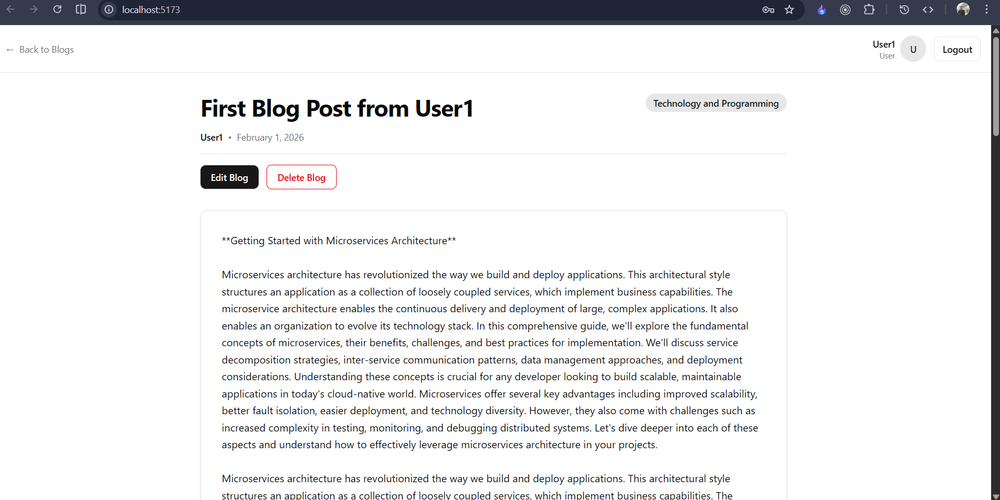 localhost:5173
← Back to Blogs
User1
User
U
Logout
First Blog Post from User1
Technology and Programming
User1 • February 1, 2026
Edit Blog
Delete Blog
**Getting Started with Microservices Architecture**
Microservices architecture has revolutionized the way we build and deploy applications. This architectural style
structures an application as a collection of loosely coupled services, which implement business capabilities. The
microservice architecture enables the continuous delivery and deployment of large, complex applications. It also
enables an organization to evolve its technology stack. In this comprehensive guide, we'll explore the fundamental
concepts of microservices, their benefits, challenges, and best practices for implementation. We'll discuss service
decomposition strategies, inter-service communication patterns, data management approaches, and deployment
considerations. Understanding these concepts is crucial for any developer looking to build scalable, maintainable
applications in today's cloud-native world. Microservices offer several key advantages including improved scalability,
better fault isolation, easier deployment, and technology diversity. However, they also come with challenges such as
increased complexity in testing, monitoring, and debugging distributed systems. Let's dive deeper into each of these
aspects and understand how to effectively leverage microservices architecture in your projects.
Microservices architecture has revolutionized the way we build and deploy applications. This architectural style
structures an application as a collection of loosely coupled services, which implement business capabilities. The